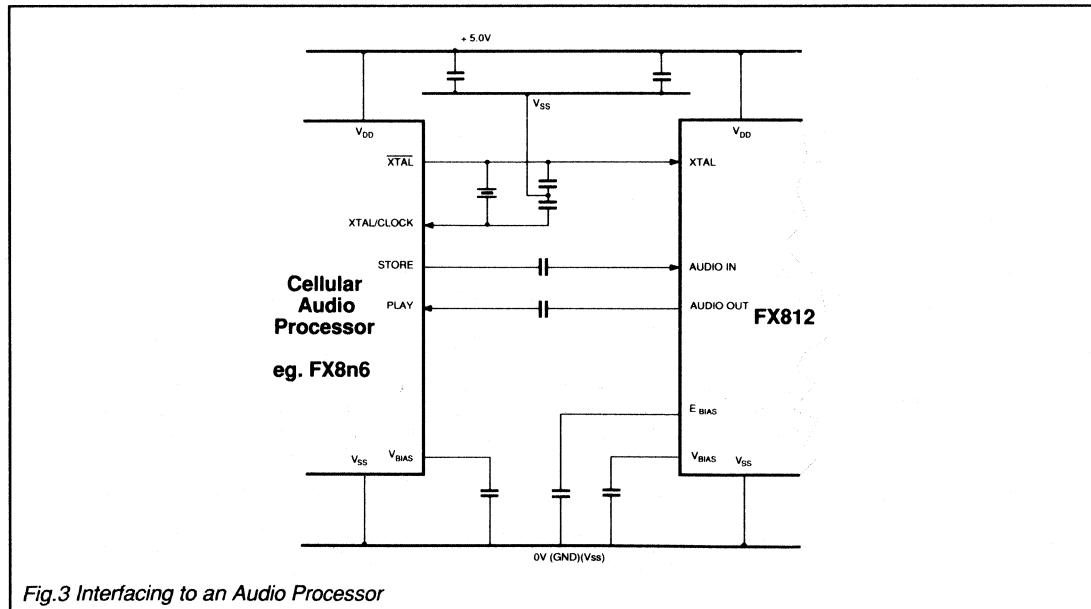 + 5.0V
VSS
VDD
VDD
XTAL
XTAL
XTAL/CLOCK
STORE
AUDIO IN
Cellular
Audio
Processor
PLAY
AUDIO OUT
FX812
eg. FX8n6
E BIAS
VSS
VBIAS
VBIAS
VSS
0V (GND)(Vss)
Fig.3 Interfacing to an Audio Processor